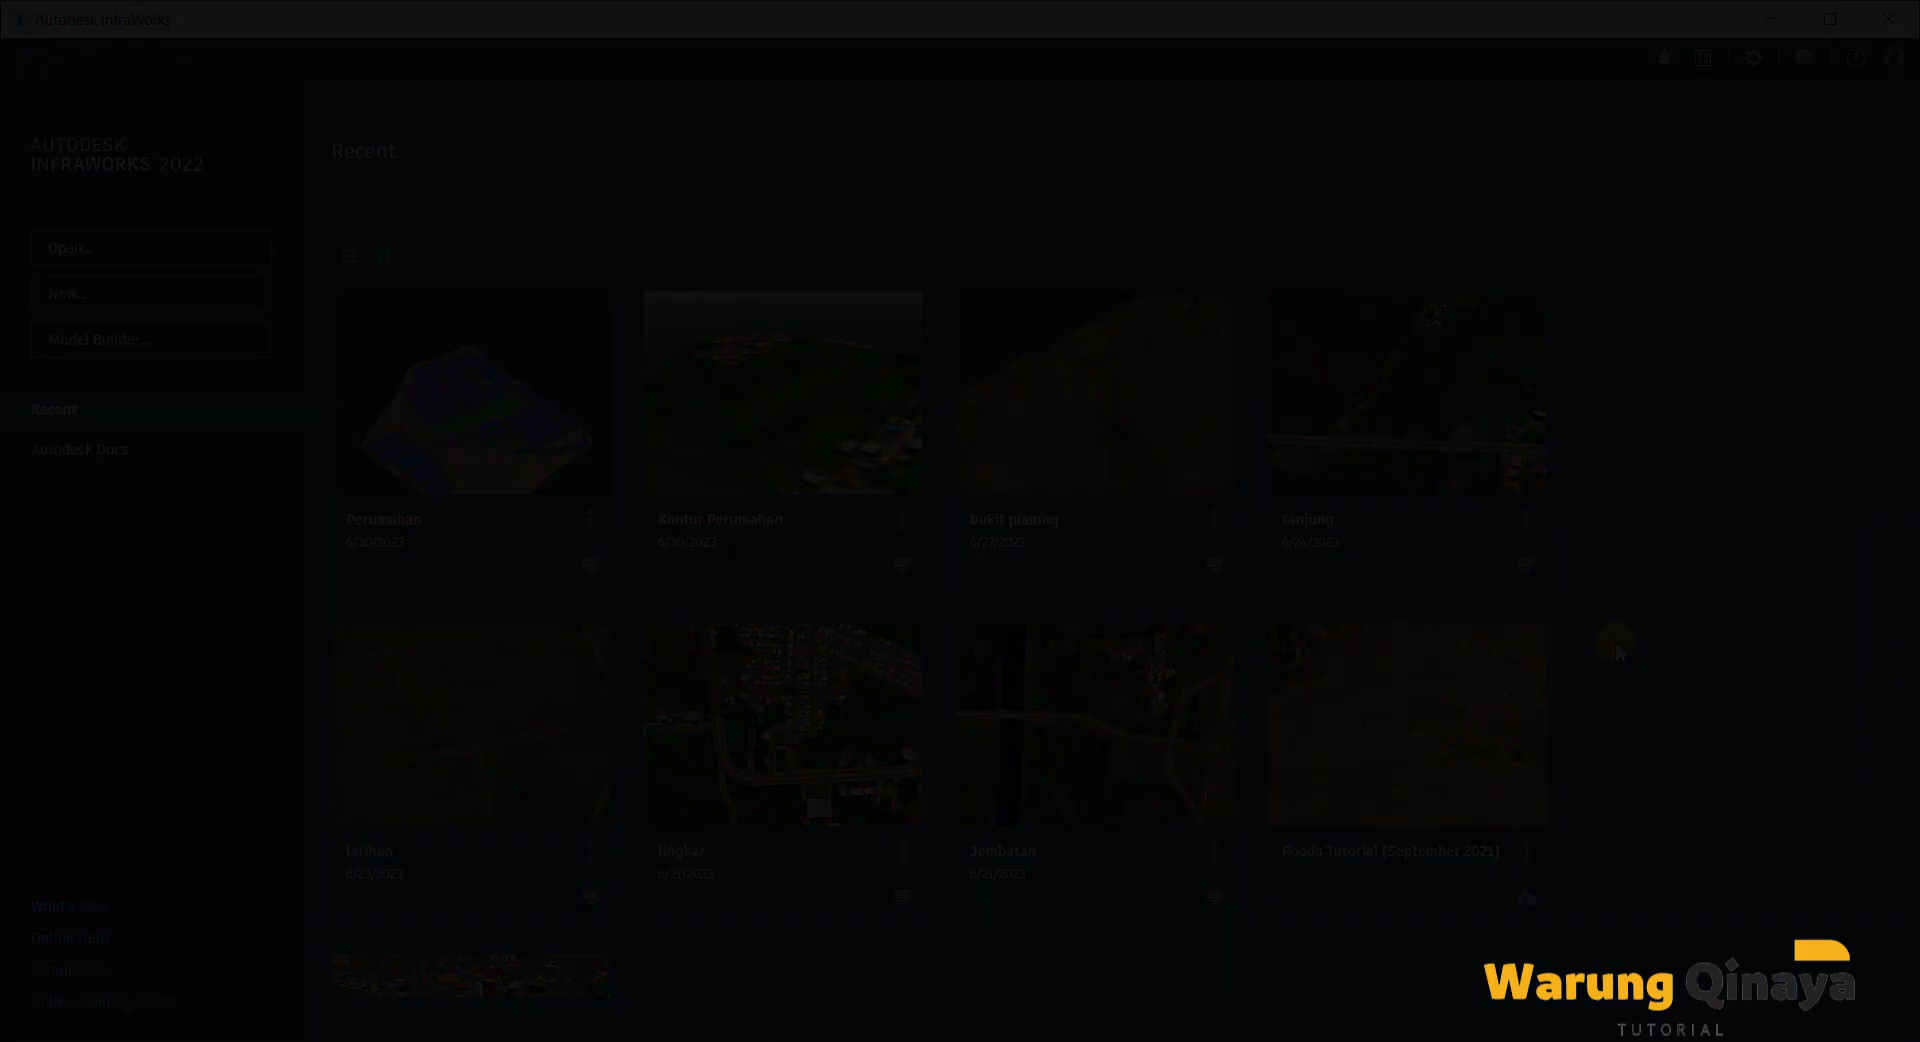 Autodesk InfraWorks
AUTODESK
INFRAWORKS 2022
Recent
Open...
New...
Model Builder...
Recent
Autodesk Docs
Perumahan
6/30/2023
Kontur Perumahan
6/30/2023
bukit planing
6/27/2023
tanjung
6/24/2023
latihan
6/23/2023
lingkar
6/21/2023
Jembatan
6/21/2023
Roads Tutorial (September 2021)
What's
Online Help
Warung Qinaya
TUTORIAL